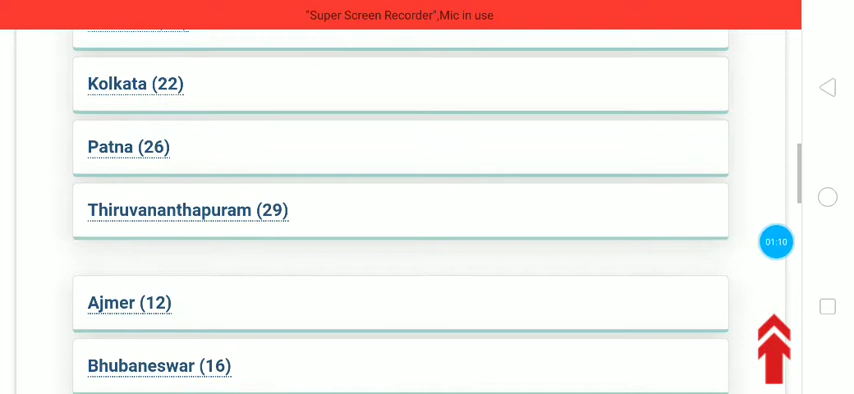 "Super Screen Recorder",Mic in use
Kolkata (22)
Patna (26)
Thiruvananthapuram (29)
01:10
Ajmer (12)
Bhubaneswar (16)